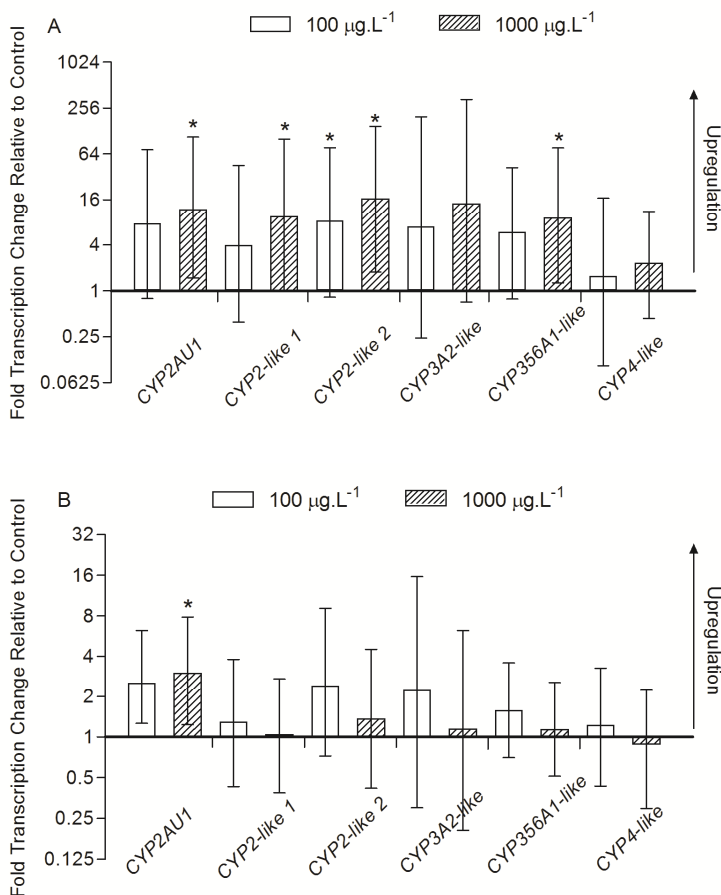 A
100 µg.L-1 1000 µg.L-1
Fold Transcription Change Relative to Control
1024
256
64
16
4
1
0.25
0.0625
* * * * *
Upregulation
CYP2AU1
CYP2-like 1
CYP2-like 2
CYP3A2-like
CYP356A1-like
CYP4-like
B
100 µg.L-1 1000 µg.L-1
Fold Transcription Change Relative to Control
32
16
8
4
2
1
0.5
0.25
0.125
*
Upregulation
CYP2AU1
CYP2-like 1
CYP2-like 2
CYP3A2-like
CYP356A1-like
CYP4-like